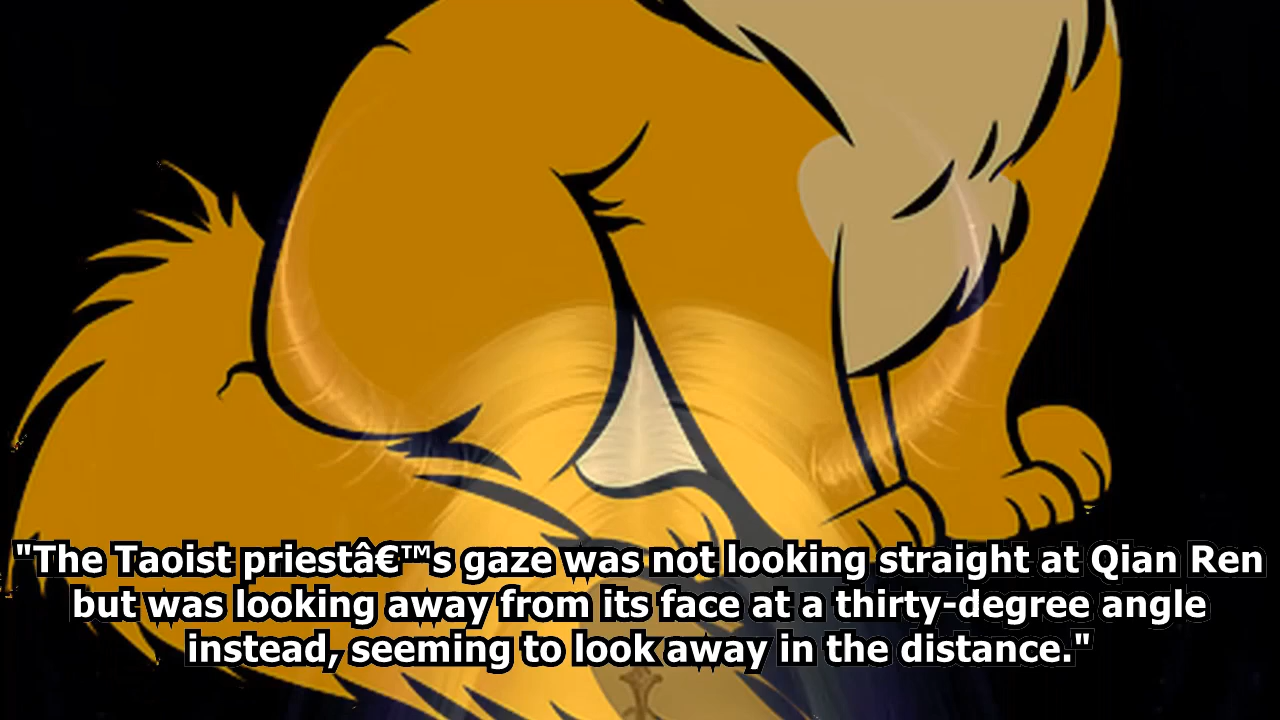 "The Taoist priestâ€™s gaze was not looking straight at Qian Ren
but was looking away from its face at a thirty-degree angle
instead, seeming to look away in the distance."